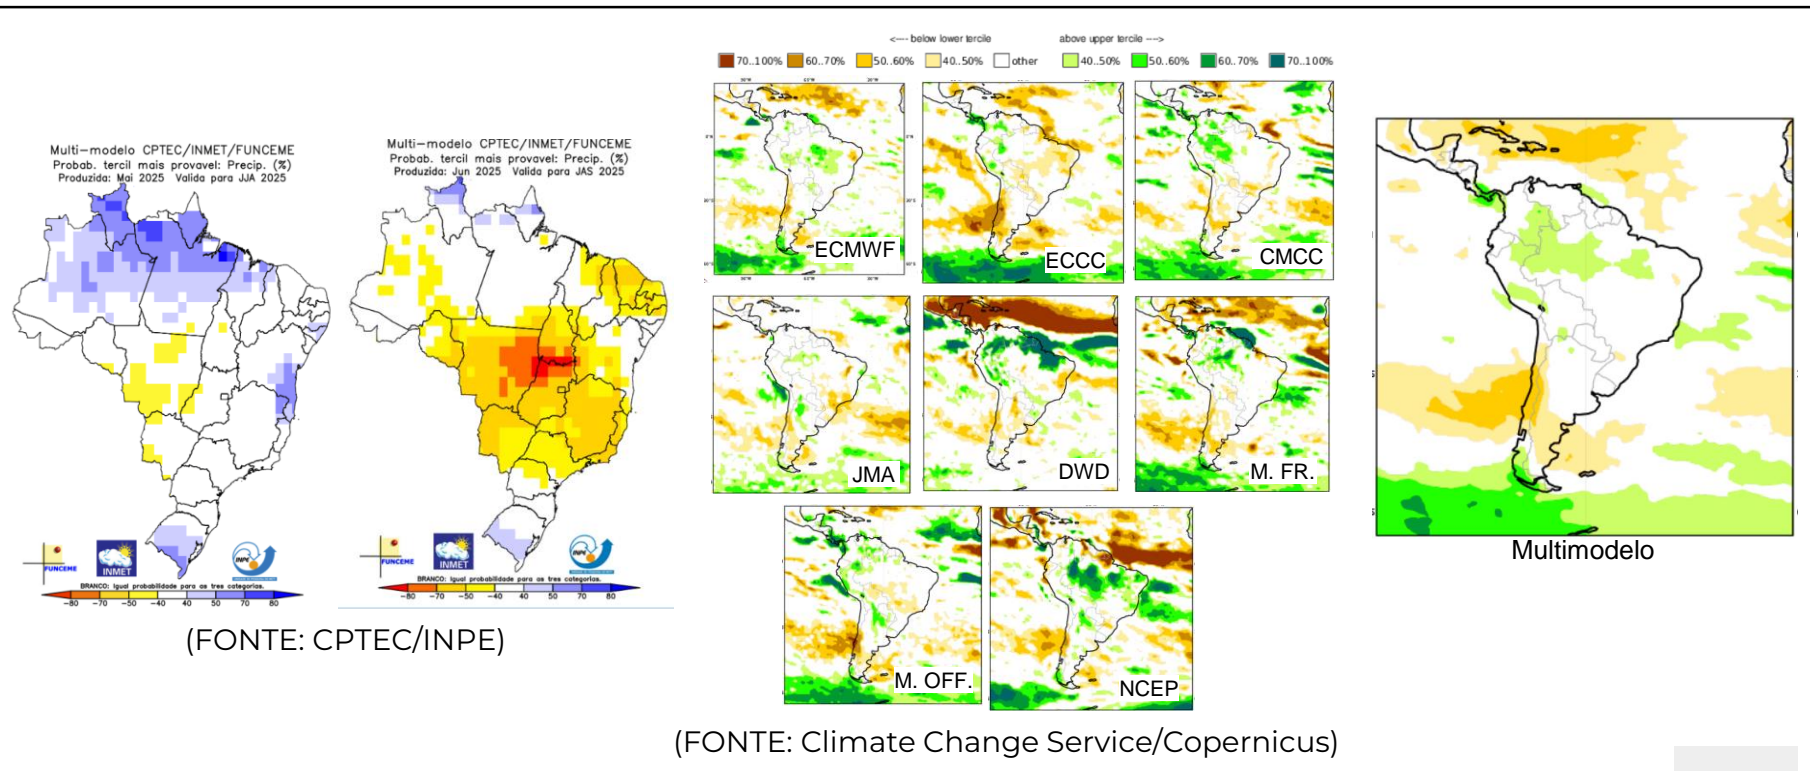 Multi-modelo CPTEC/INMET/FUNCEME
Probab. tercil mais provavel: Precip. (%)
Produzida: Mai 2025 Valida para JJA 2025
FUNCEME
INMET
INPE
BRANCO: Igual probabilidade para as tres categorias.
-80 -70 -50 -40 40 50 70 80
Multi-modelo CPTEC/INMET/FUNCEME
Probab. tercil mais provavel: Precip. (%)
Produzida: Jun 2025 Valida para JAS 2025
FUNCEME
INMET
INPE
BRANCO: Igual probabilidade para as tres categorias.
-80 -70 -50 -40 40 50 70 80
(FONTE: CPTEC/INPE)
<---- below lower tercile above upper tercile --->
70..100% 60..70% 50..60% 40..50% other 40..50% 50..60% 60..70% 70..100%
ECMWF
ECCC
CMCC
JMA
DWD
M. FR.
M. OFF.
NCEP
(FONTE: Climate Change Service/Copernicus)
Multimodelo